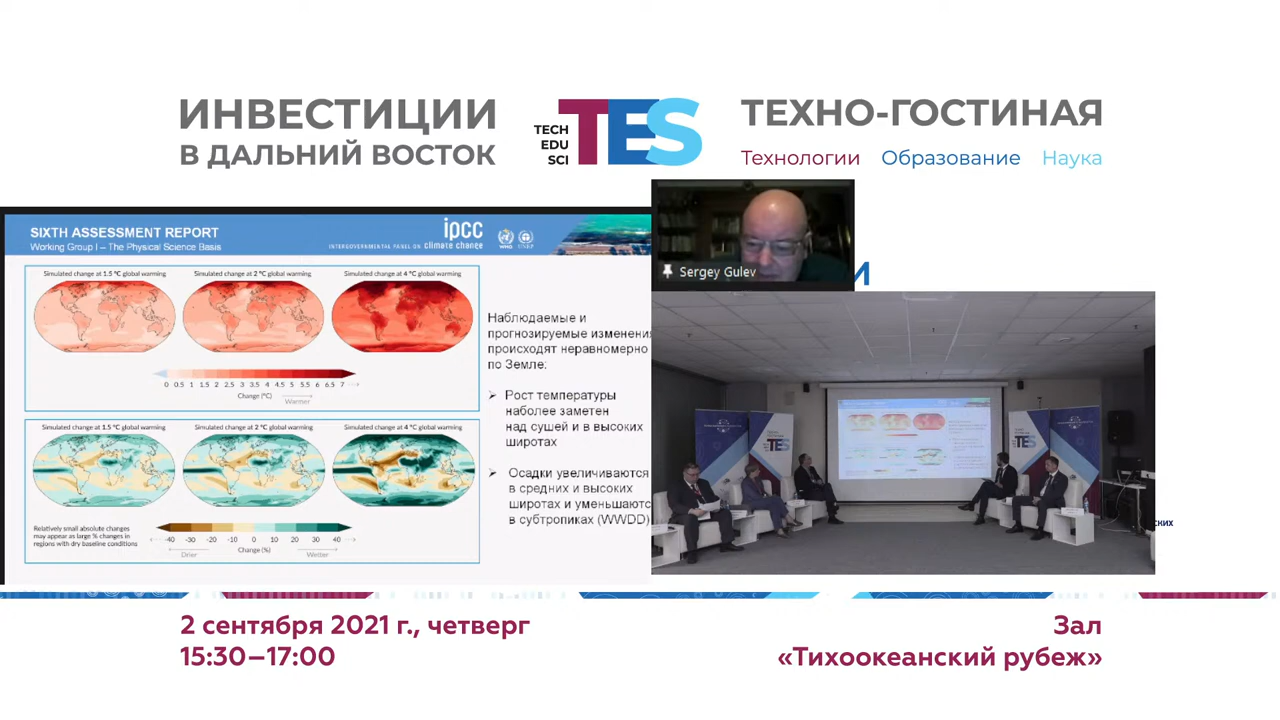 ИНВЕСТИЦИИ
В ДАЛЬНИЙ ВОСТОК
TECH
EDU
SCI
TES
ТЕХНО-ГОСТИНАЯ
Технологии Образование Наука
SIXTH ASSESSMENT REPORT
Working Group I – The Physical Science Basis
ipcc
INTERGOVERNMENTAL PANEL ON climate change
WMO
UNEP
Simulated change at 1.5 °C global warming
Simulated change at 2 °C global warming
Simulated change at 4 °C global warming
0 0.5 1 1.5 2 2.5 3 3.5 4 4.5 5 5.5 6 6.5 7
Change (°C)
Warmer
Simulated change at 1.5 °C global warming
Simulated change at 2 °C global warming
Simulated change at 4 °C global warming
Relatively small absolute changes
may appear as large % changes in
regions with dry baseline conditions
-40 -30 -20 -10 0 10 20 30 40
Change (%)
Drier
Wetter
Наблюдаемые и
прогнозируемые изменения
происходят неравномерно
по Земле:
➢ Рост температуры
наболее заметен
над сушей и в высоких
широтах
➢ Осадки увеличиваются
в средних и высоких
широтах и уменьшаютс
в субтропиках (WWDD)
Sergey Gulev
И
TES
TES
ских
2 сентября 2021 г., четверг
15:30–17:00
Зал
«Тихоокеанский рубеж»